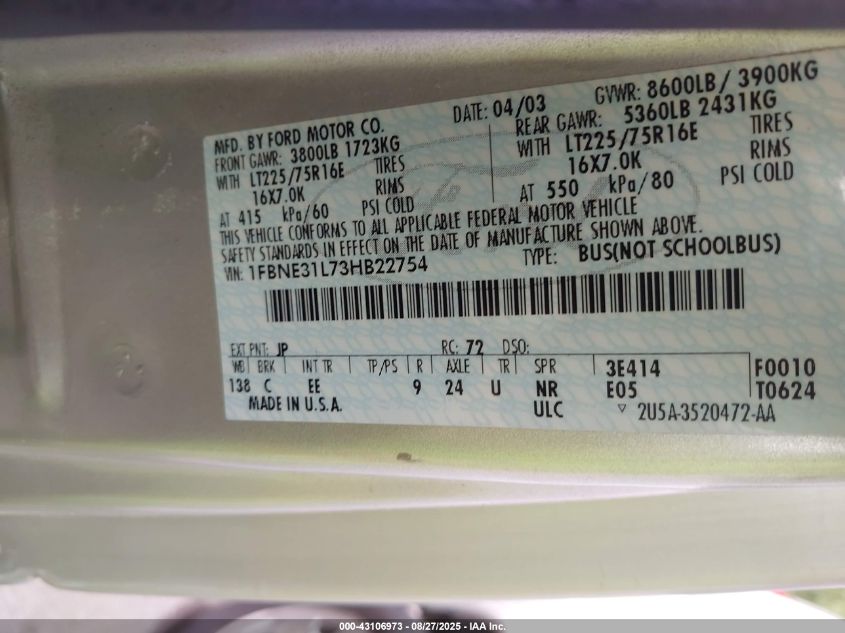 MFD. BY FORD MOTOR CO. DATE: 04/03 GVWR: 8600LB / 3900KG
FRONT GAWR: 3800LB 1723KG REAR GAWR: 5360LB 2431KG
WITH LT225/75R16E TIRES WITH LT225/75R16E TIRES
16X7.0K RIMS 16X7.0K RIMS
AT 415 kPa/60 PSI COLD AT 550 kPa/80 PSI COLD
THIS VEHICLE CONFORMS TO ALL APPLICABLE FEDERAL MOTOR VEHICLE
SAFETY STANDARDS IN EFFECT ON THE DATE OF MANUFACTURE SHOWN ABOVE.
VIN: 1FBNE31L73HB22754 TYPE: BUS(NOT SCHOOLBUS)
EXT PNT: JP RC: 72 DSO:
WB BRK INT TR TP/PS R AXLE TR SPR 3E414 F0010
138 C EE 9 24 U NR E05 T0624
MADE IN U.S.A. ULC 2U5A-3520472-AA
000-43106973 - 08/27/2025 - IAA Inc.